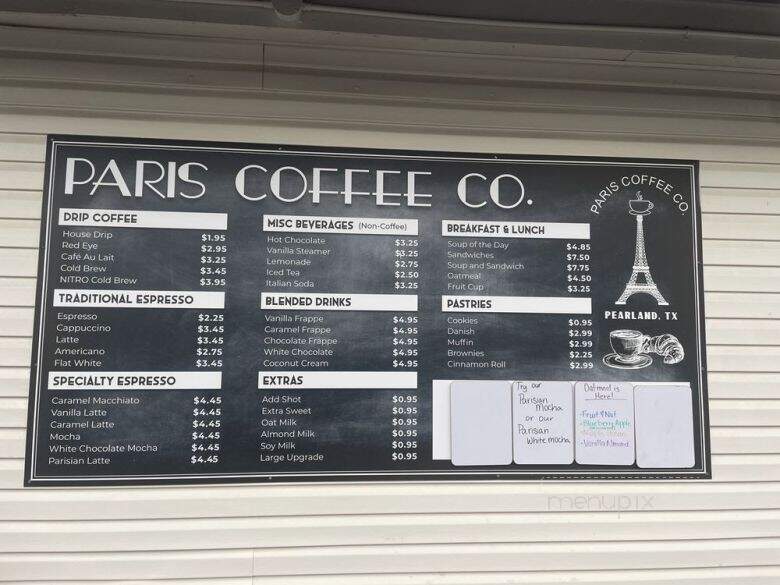 PARIS COFFEE CO.
DRIP COFFEE
House Drip $1.95
Red Eye $2.95
Café Au Lait $3.25
Cold Brew $3.45
NITRO Cold Brew $3.95
TRADITIONAL ESPRESSO
Espresso $2.25
Cappuccino $3.45
Latte $3.45
Americano $2.75
Flat White $3.45
SPECIALTY ESPRESSO
Caramel Macchiato $4.45
Vanilla Latte $4.45
Caramel Latte $4.45
Mocha $4.45
White Chocolate Mocha $4.45
Parisian Latte $4.45
MISC BEVERAGES (Non-Coffee)
Hot Chocolate $3.25
Vanilla Steamer $3.25
Lemonade $2.75
Iced Tea $2.50
Italian Soda $3.25
BLENDED DRINKS
Vanilla Frappe $4.95
Caramel Frappe $4.95
Chocolate Frappe $4.95
White Chocolate $4.95
Coconut Cream $4.95
EXTRAS
Add Shot $0.95
Extra Sweet $0.95
Oat Milk $0.95
Almond Milk $0.95
Soy Milk $0.95
Large Upgrade $0.95
BREAKFAST & LUNCH
Soup of the Day $4.85
Sandwiches $7.50
Soup and Sandwich $7.75
Oatmeal $4.50
Fruit Cup $3.25
PASTRIES
Cookies $0.95
Danish $2.99
Muffin $2.99
Brownies $2.25
Cinnamon Roll $2.99
Try our
Parisian
Mocha
or our
Parisian
White mocha
Oatmeal is
Here!
-Fruit & Nut
-Blueberry Apple
-Vanilla Almond
PARIS COFFEE CO.
PEARLAND, TX
menupix